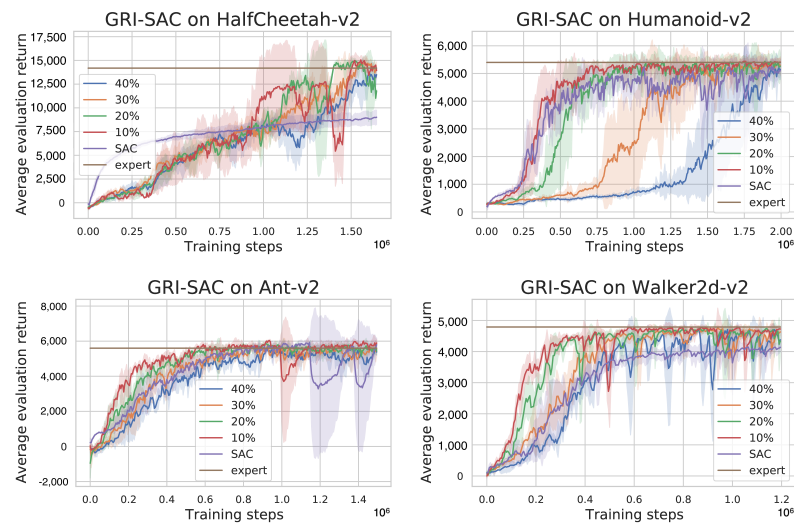 GRI-SAC on HalfCheetah-v2
17,500
15,000
12,500
10,000
7,500
5,000
2,500
0
Average evaluation return
40%
30%
20%
10%
SAC
expert
0.00 0.25 0.50 0.75 1.00 1.25 1.50
Training steps
10⁶
GRI-SAC on Humanoid-v2
6,000
5,000
4,000
3,000
2,000
1,000
0
Average evaluation return
40%
30%
20%
10%
SAC
expert
0.00 0.25 0.50 0.75 1.00 1.25 1.50 1.75 2.00
Training steps
10⁶
GRI-SAC on Ant-v2
8,000
6,000
4,000
2,000
0
-2,000
Average evaluation return
40%
30%
20%
10%
SAC
expert
0.0 0.2 0.4 0.6 0.8 1.0 1.2 1.4
Training steps
10⁶
GRI-SAC on Walker2d-v2
5,000
4,000
3,000
2,000
1,000
0
Average evaluation return
40%
30%
20%
10%
SAC
expert
0.0 0.2 0.4 0.6 0.8 1.0 1.2
Training steps
10⁶